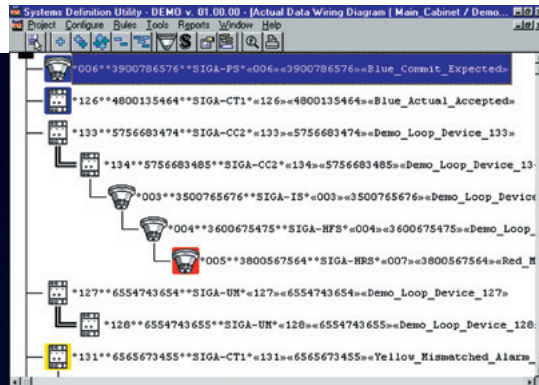 Systems Definition Utility - DEMO v. 01.00.00 - [Actual Data Wiring Diagram ( Main_Cabinet / Demo...
Project Configure Rules Tools Reports Window Help
*006**3900786576**SIGA-PS*«006»«3900786576»«Blue_Commit_Expected»
*126**4800135464**SIGA-CT1*«126»«4800135464»«Blue_Actual_Accepted»
*133**5756683474**SIGA-CC2*«133»«5756683474»«Demo_Loop_Device_133»
*134**5756683485**SIGA-CC2*«134»«5756683485»«Demo_Loop_Device_13
*003**3500765676**SIGA-IS*«003»«3500765676»«Demo_Loop_Device
*004**3600675475**SIGA-HFS*«004»«3600675475»«Demo_Loop_
*005**3800567564**SIGA-HRS*«007»«3800567564»«Red_M
*127**6554743654**SIGA-UM*«127»«6554743654»«Demo_Loop_Device_127»
*128**6554743655**SIGA-UM*«128»«6554743655»«Demo_Loop_Device_128
*131**6565673455**SIGA-CT1*«131»«6565673455»«Yellow_Mismatched_Alarm_